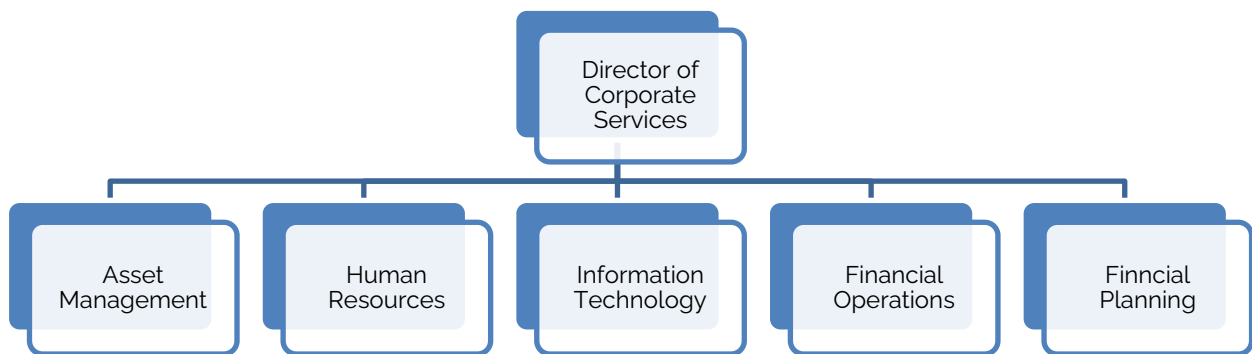 Director of
Corporate
Services
Asset
Management
Human
Resources
Information
Technology
Financial
Operations
Finncial
Planning